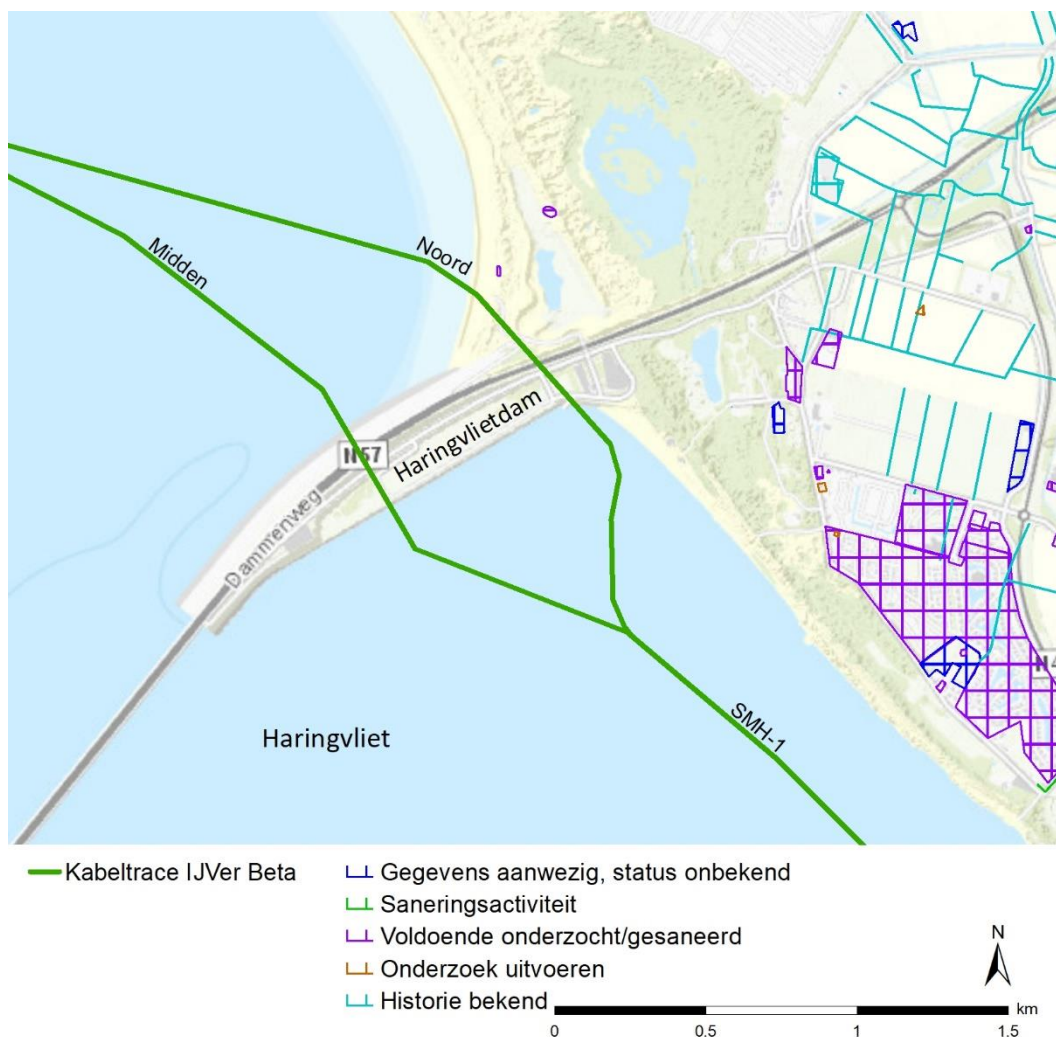 Noord
Midden
N57
Haringvlietdam
Dammenweg
N4
SMH-1
Haringvliet
Kabeltrace IJVer Beta
Gegevens aanwezig, status onbekend
Saneringsactiviteit
Voldoende onderzocht/gesaneerd
Onderzoek uitvoeren
Historie bekend
N
km
0 0.5 1 1.5